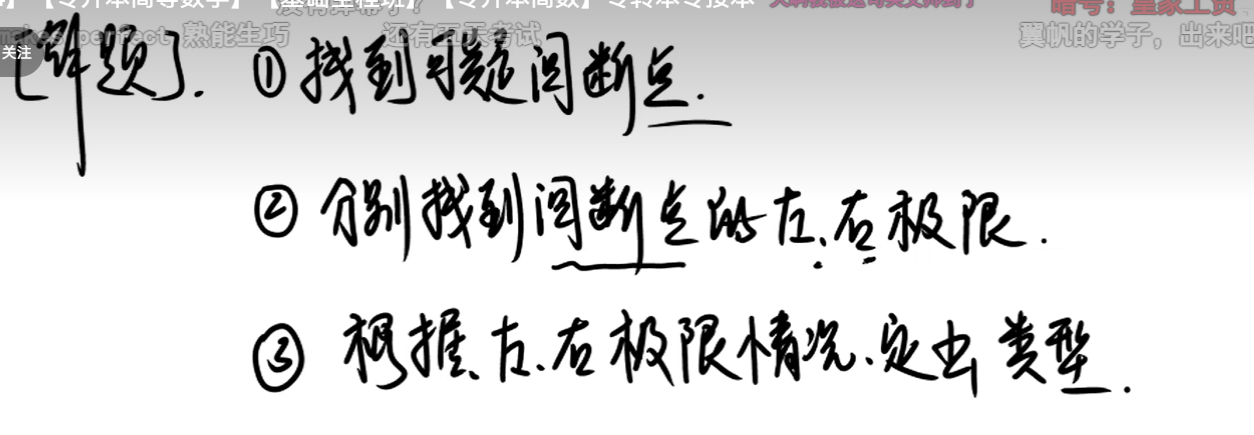 【专升本高等数学】【基础全程班】【专升本高数】专转本专接本
暗号：皇家工贸
makes perfect 熟能生巧
还有五天考试
翼帆的学子，出来吧
关注
[解题]. ① 找到可疑间断点.
② 分别找到间断点的左、右极限.
③ 根据、左、右极限情况、定出类型.